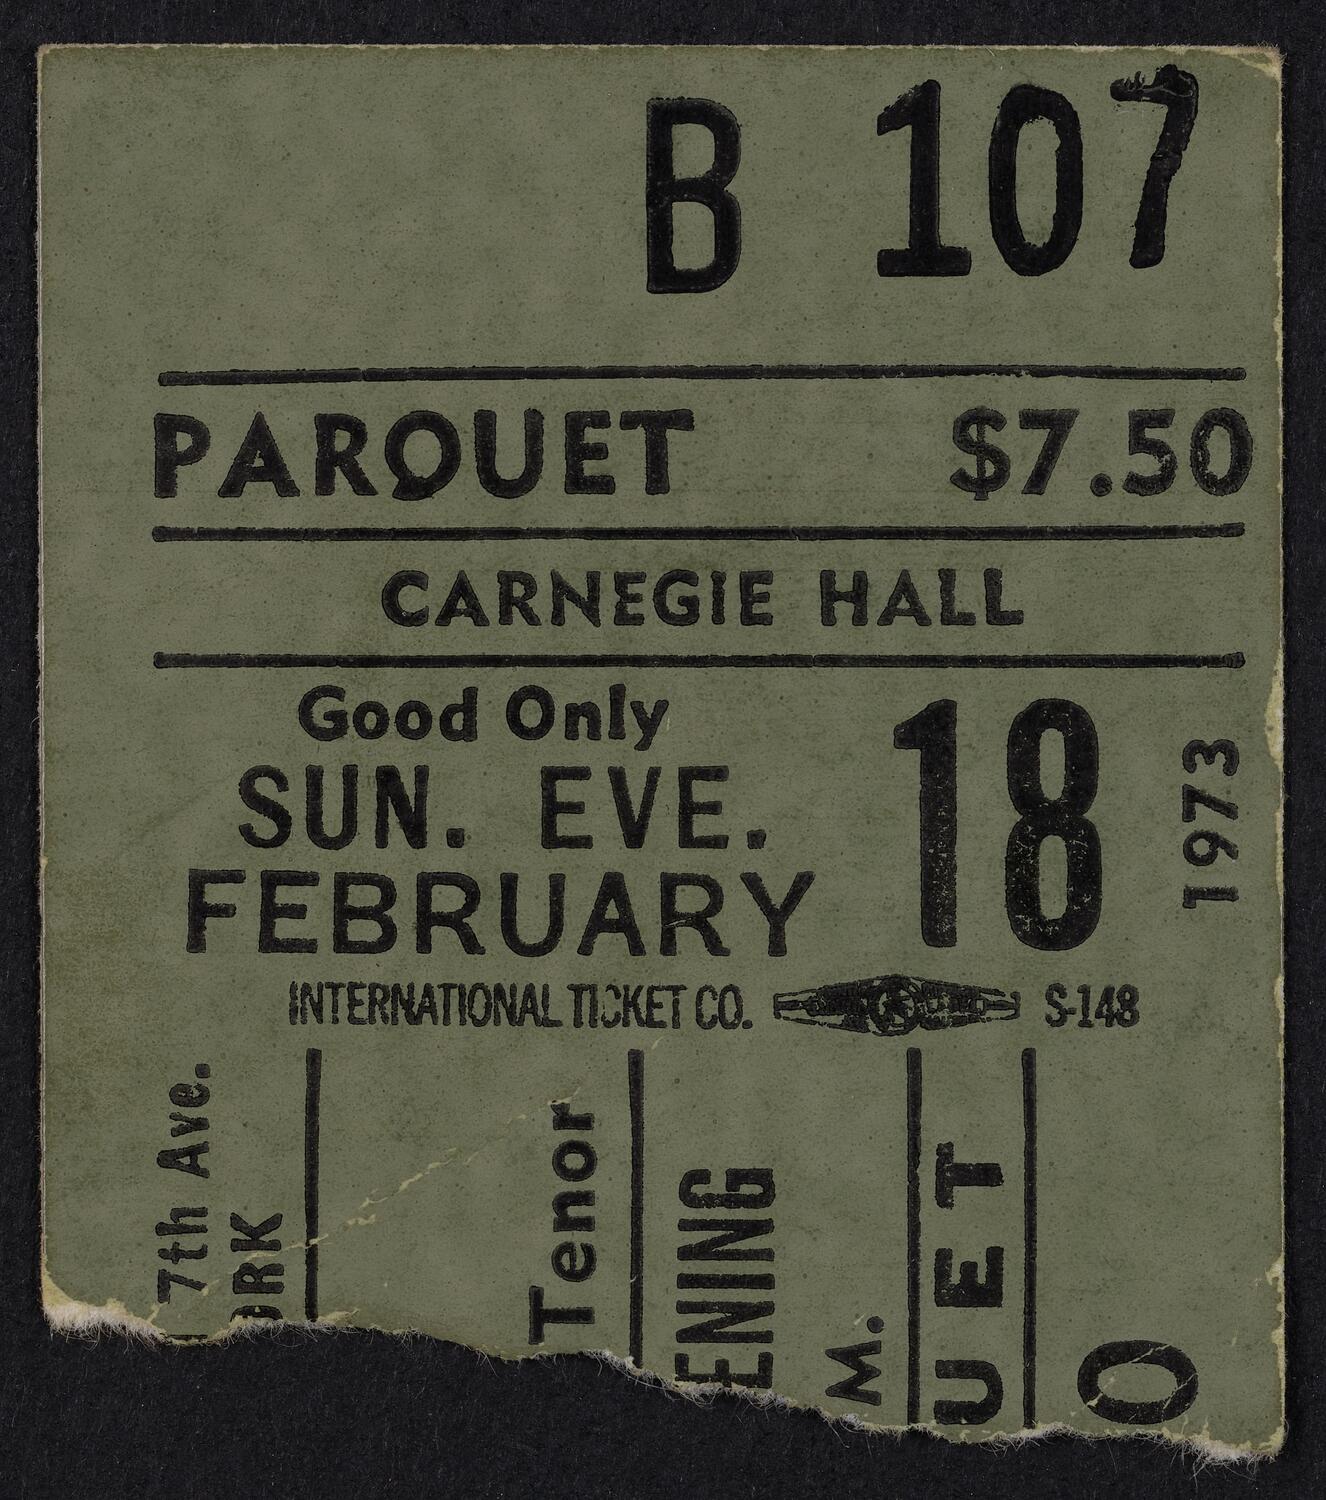 B 107
PARQUET $7.50
CARNEGIE HALL
Good Only
SUN. EVE.
FEBRUARY 18
1973
INTERNATIONAL TICKET CO. S-148
7th Ave.
ORK
Tenor
ENING
M.
UET
O